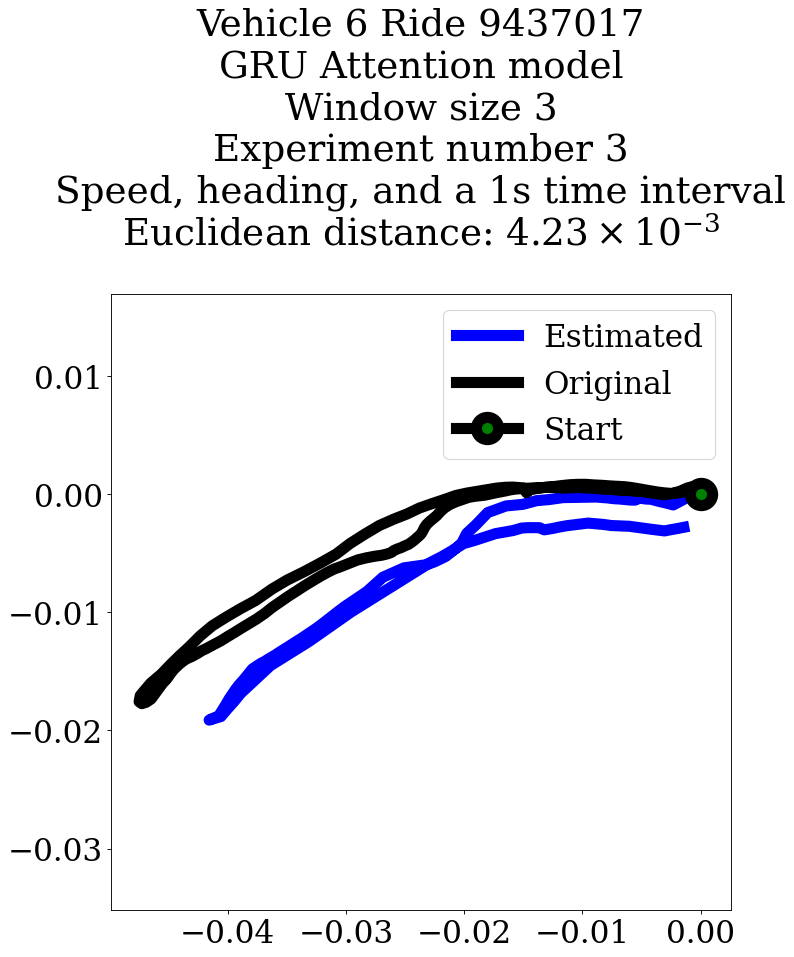 Vehicle 6 Ride 9437017
GRU Attention model
Window size 3
Experiment number 3
Speed, heading, and a 1s time interval
Euclidean distance: 4.23 × 10⁻³
Estimated
Original
Start
0.01
0.00
−0.01
−0.02
−0.03
−0.04 −0.03 −0.02 −0.01 0.00